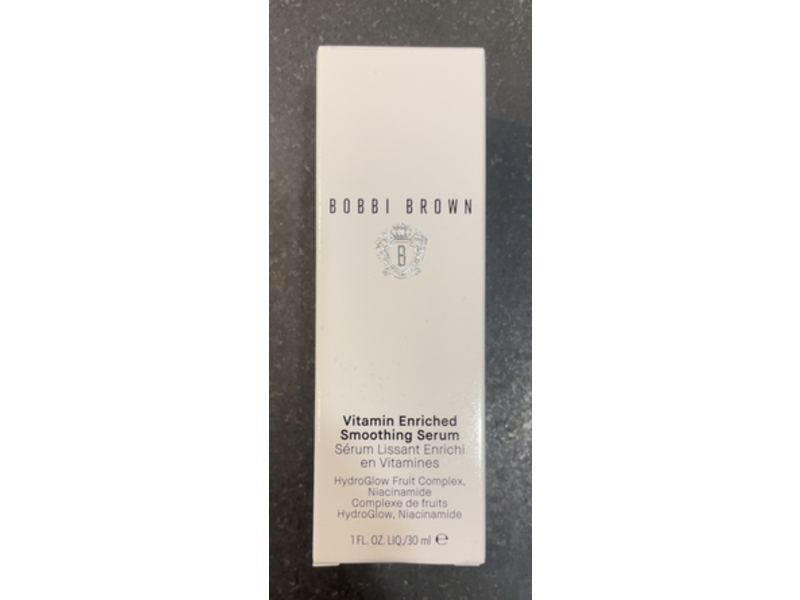 BOBBI BROWN
B
Vitamin Enriched
Smoothing Serum
Sérum Lissant Enrichi
en Vitamines
HydroGlow Fruit Complex,
Niacinamide
Complexe de fruits
HydroGlow, Niacinamide
1 FL. OZ. LIQ./30 ml ℮